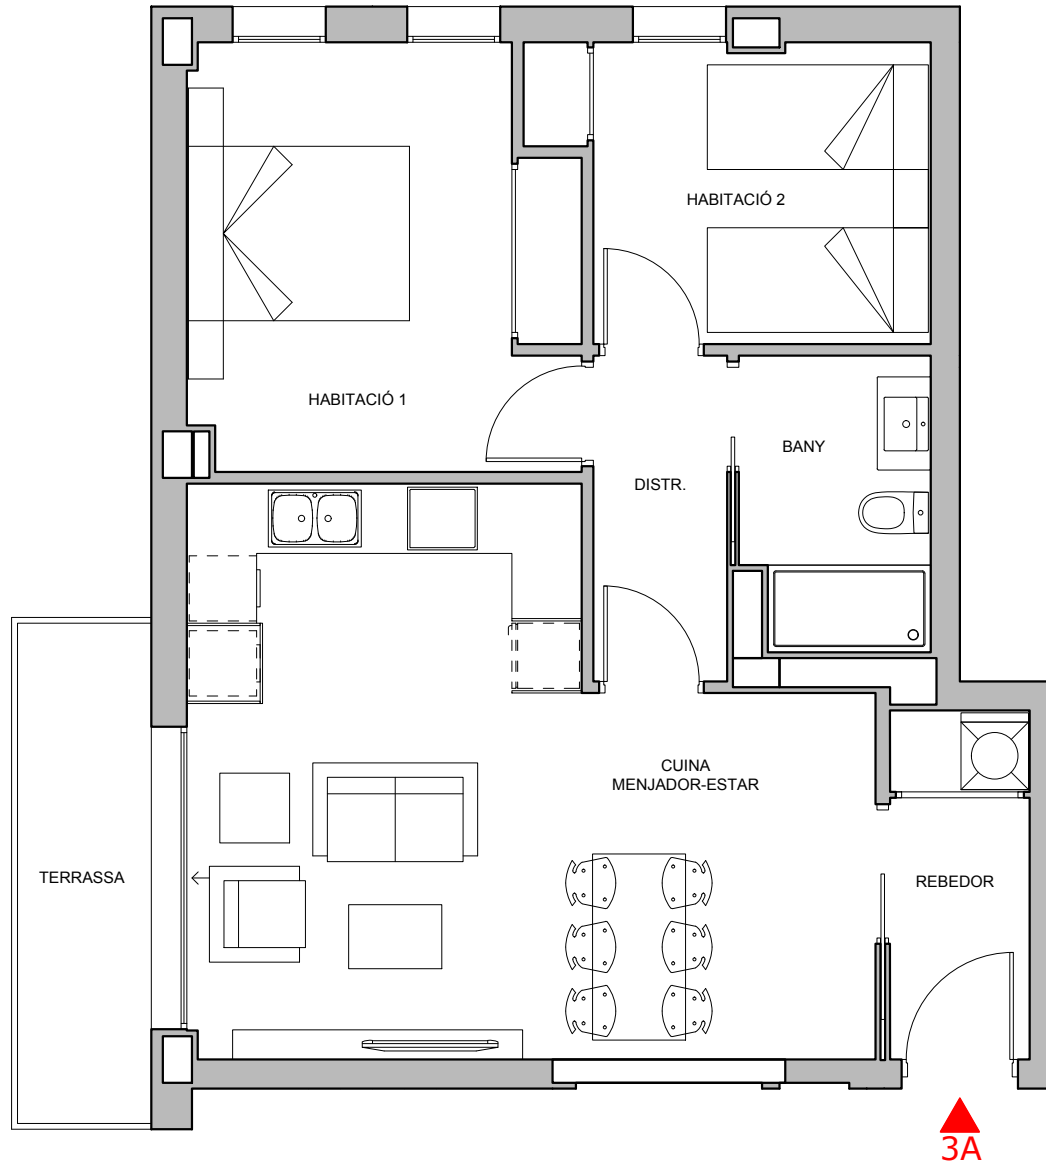 HABITACIÓ 2
HABITACIÓ 1
BANY
DISTR.
CUINA
MENJADOR-ESTAR
TERRASSA
REBEDOR
3A